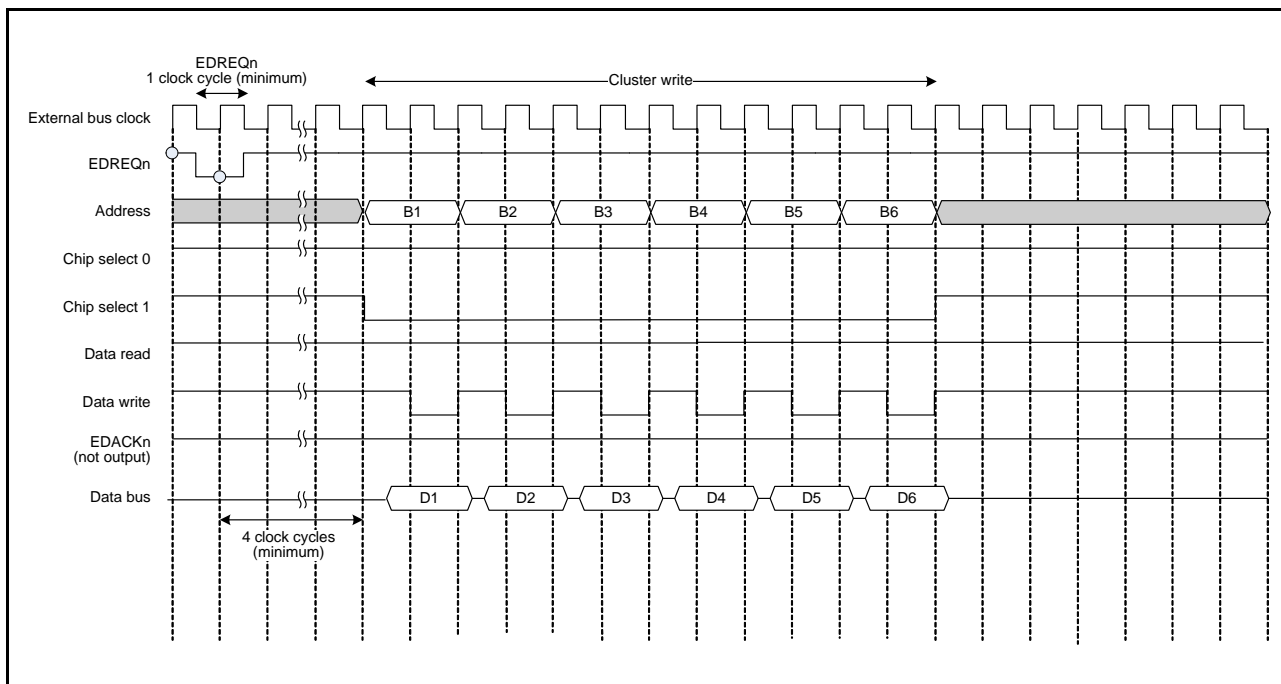 EDREQn
1 clock cycle (minimum)
Cluster write
External bus clock
EDREQn
Address
B1 B2 B3 B4 B5 B6
Chip select 0
Chip select 1
Data read
Data write
EDACKn
(not output)
Data bus
D1 D2 D3 D4 D5 D6
4 clock cycles
(minimum)